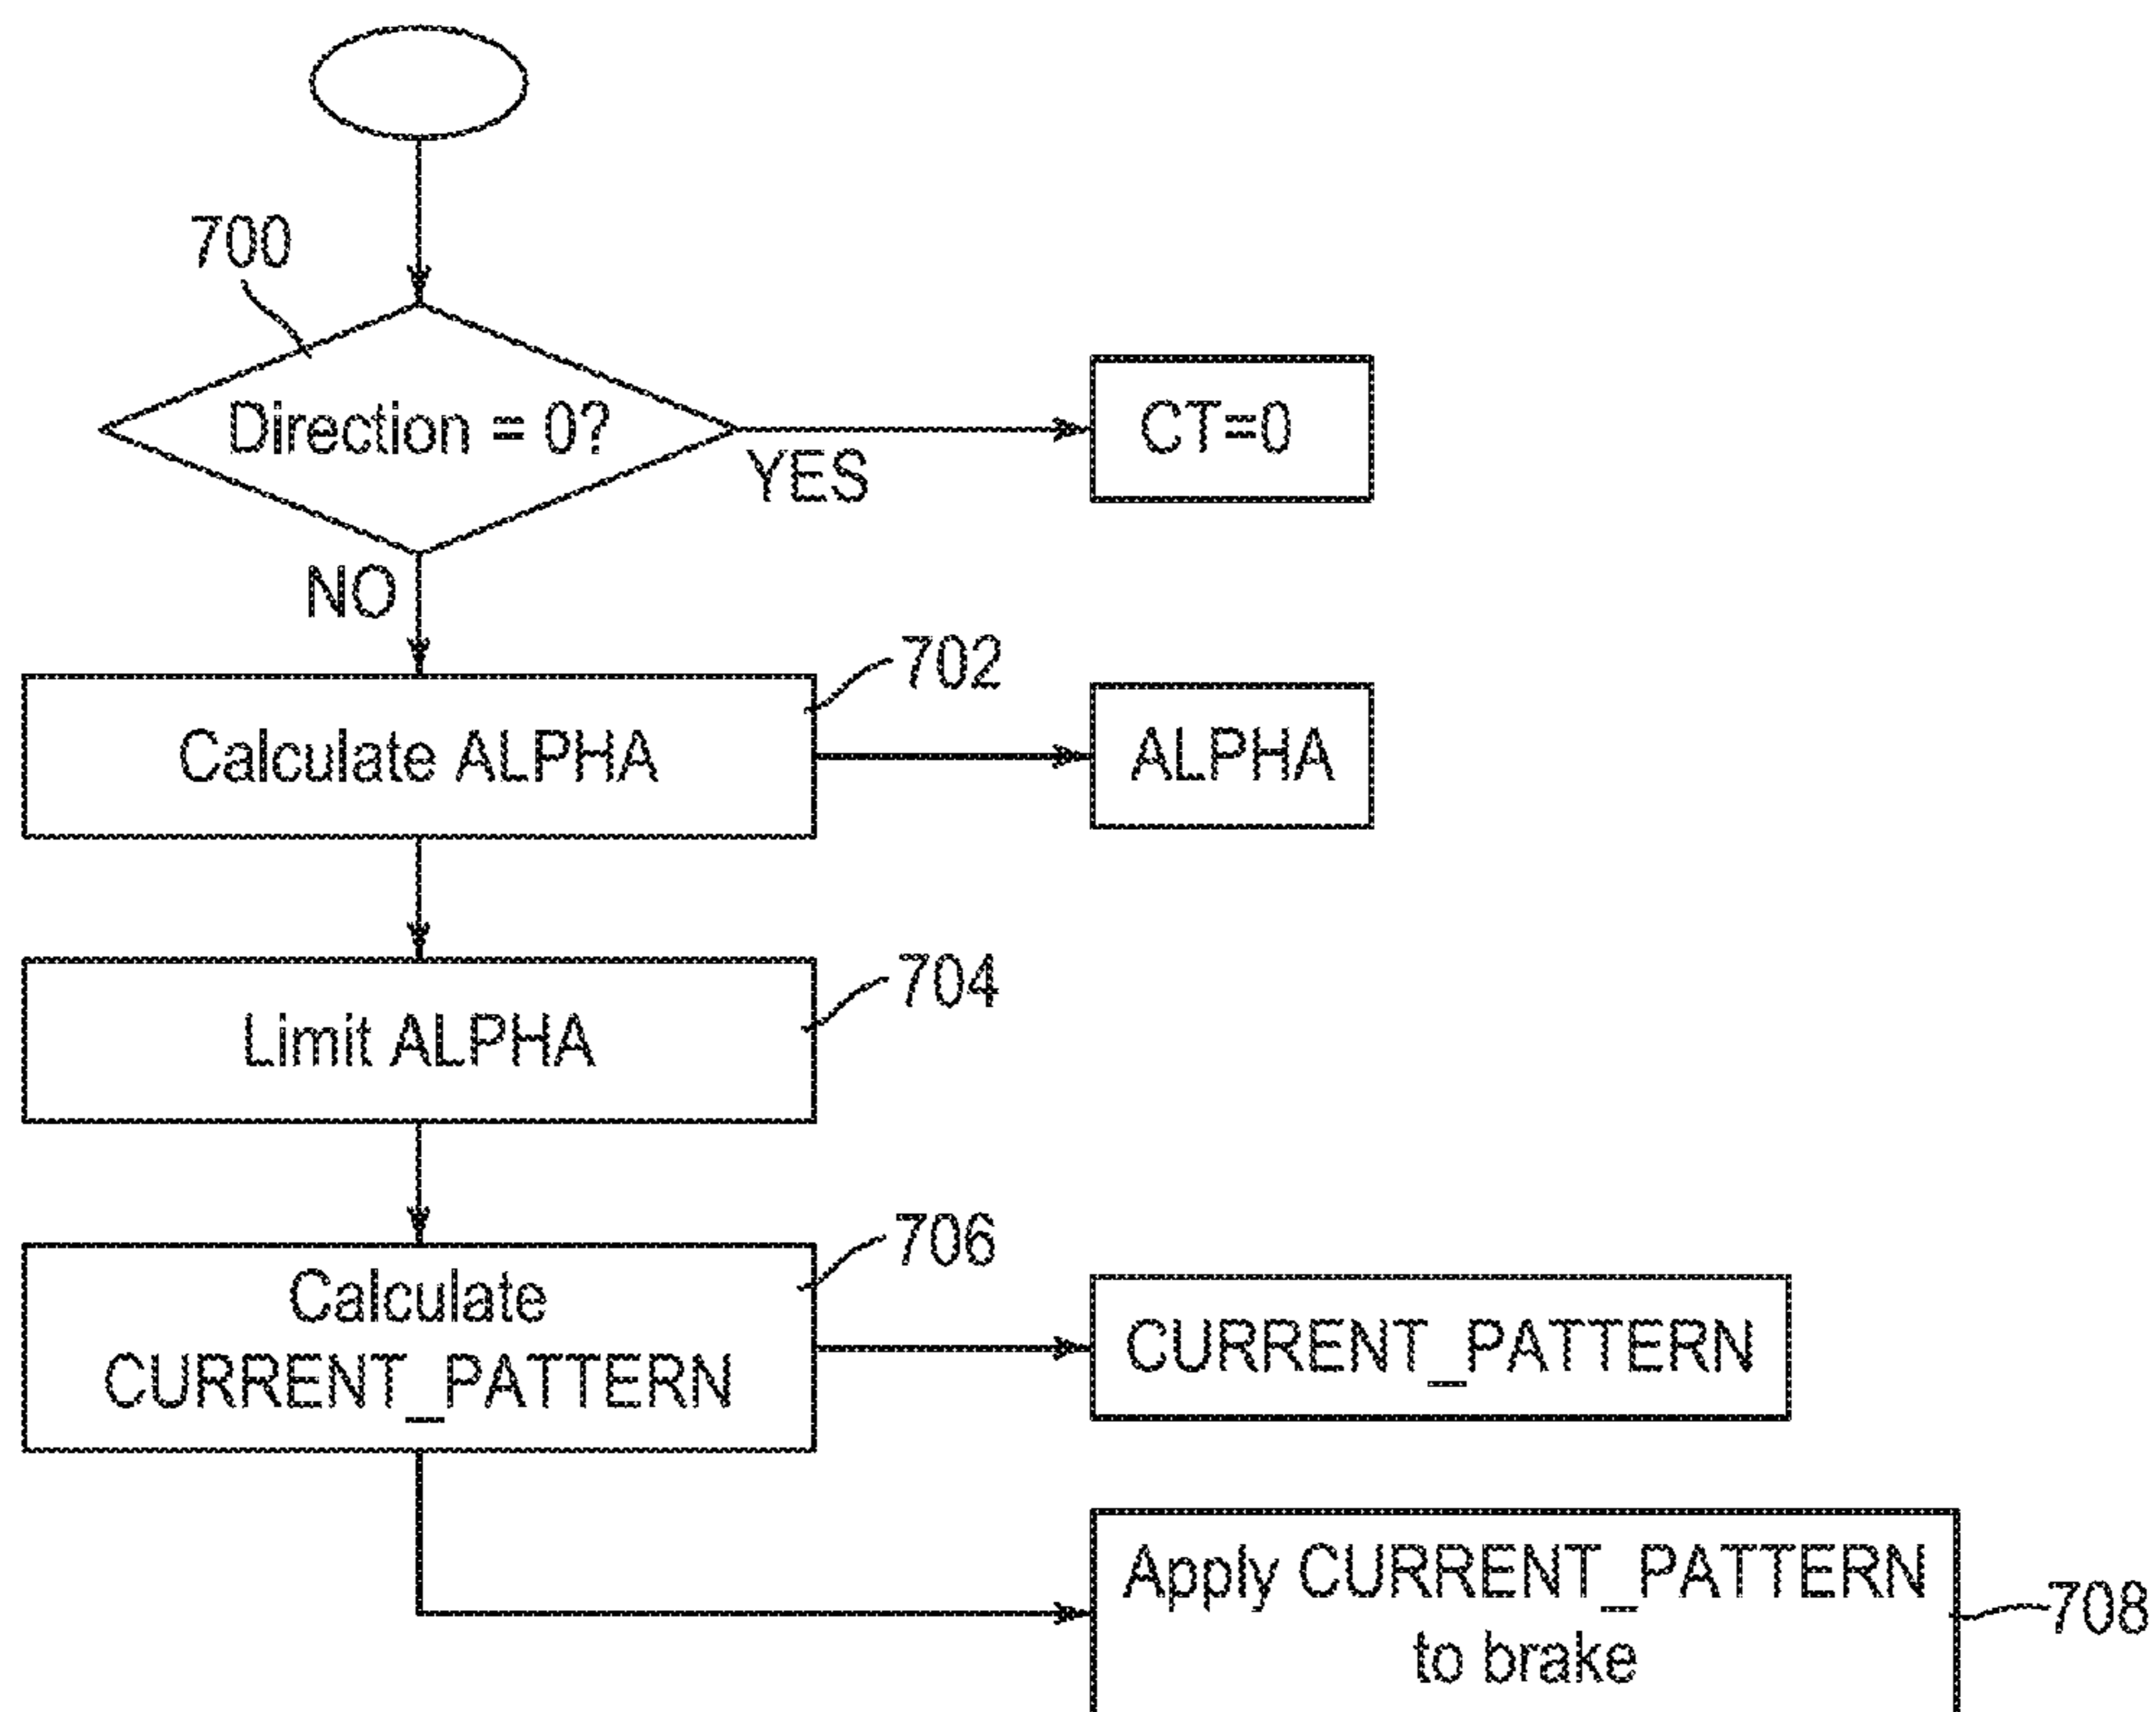 700
Direction = 0?
YES
CT=0
NO
702
Calculate ALPHA
ALPHA
704
Limit ALPHA
706
Calculate
CURRENT_PATTERN
CURRENT_PATTERN
Apply CURRENT_PATTERN
to brake
708